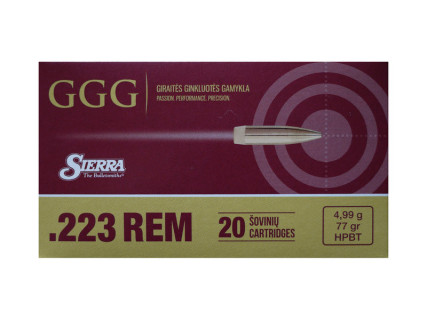 GGG
GIRAITĖS GINKLUOTĖS GAMYKLA
PASSION. PERFORMANCE. PRECISION.
SIERRA
The Bulletsmiths®
.223 REM
20 ŠOVINIŲ
CARTRIDGES
4,99 g
77 gr
HPBT